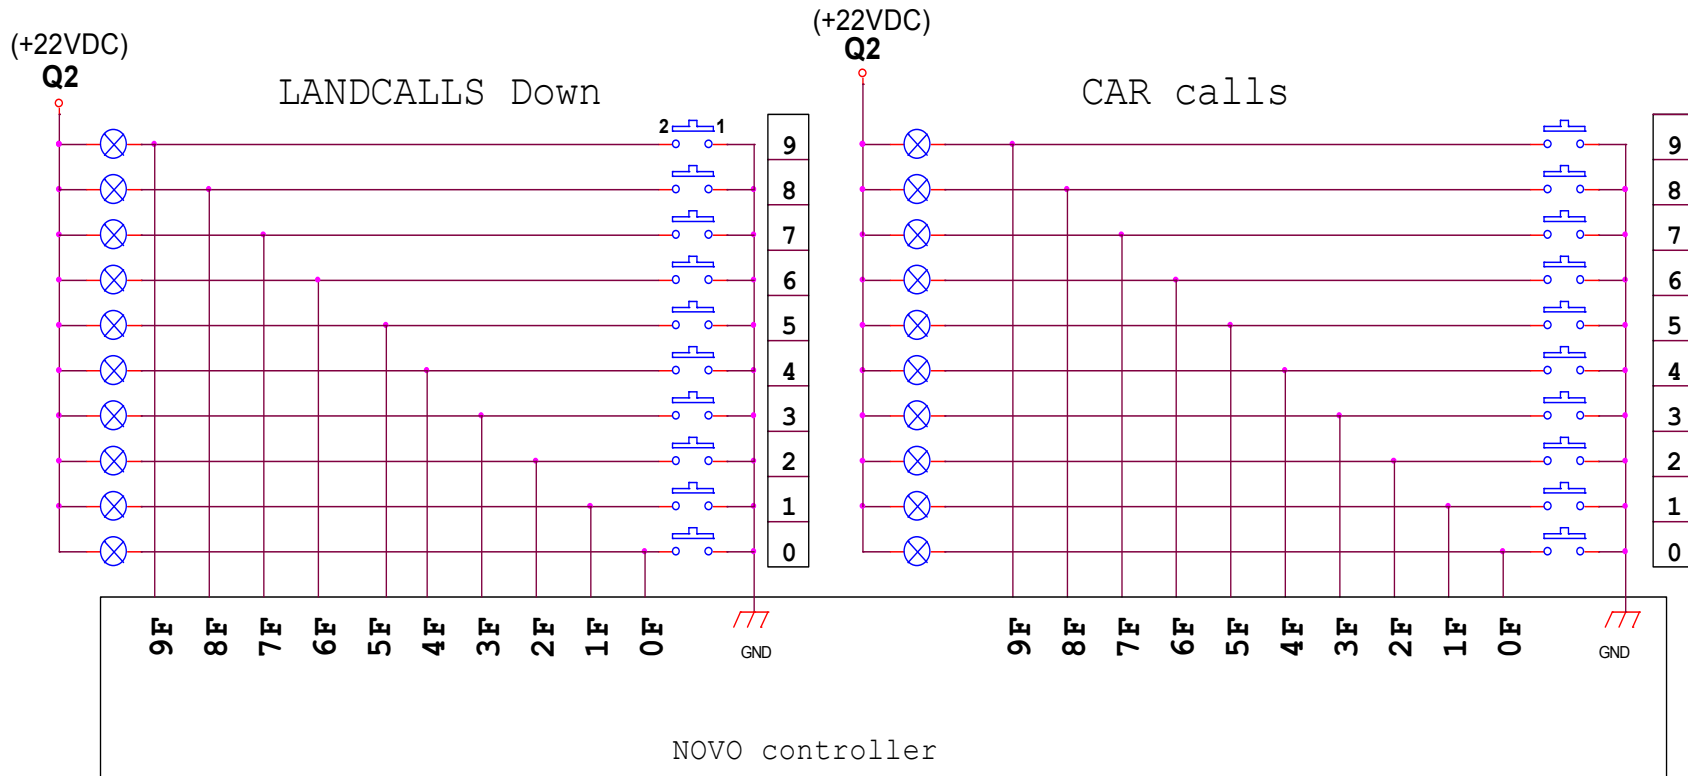 (+22VDC)
Q2
LANDCALLS Down
2 1
9
8
7
6
5
4
3
2
1
0
9F 8F 7F 6F 5F 4F 3F 2F 1F 0F
GND
(+22VDC)
Q2
CAR calls
9
8
7
6
5
4
3
2
1
0
9F 8F 7F 6F 5F 4F 3F 2F 1F 0F
GND
NOVO controller